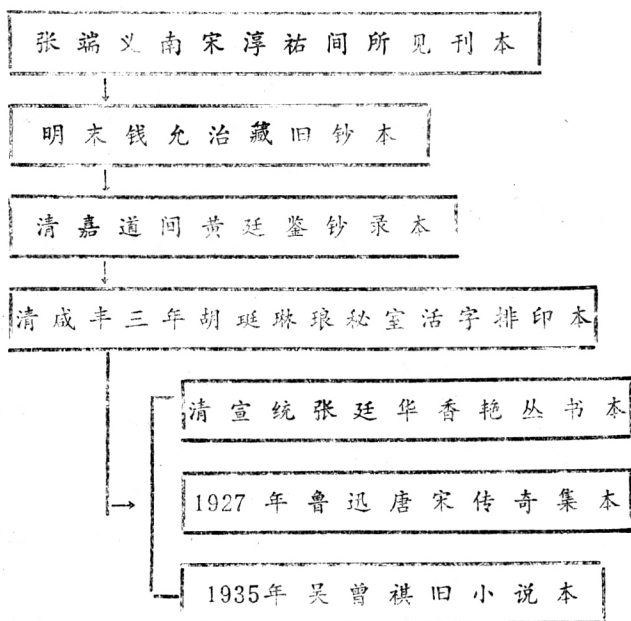 张端义南宋淳祐间所见刊本
↓
明末钱允治藏旧钞本
↓
清嘉道间黄廷鉴钞录本
↓
清咸丰三年胡珽琳琅秘室活字排印本
清宣统张廷华香艳丛书本
→
1927年鲁迅唐宋传奇集本
1935年吴曾祺旧小说本